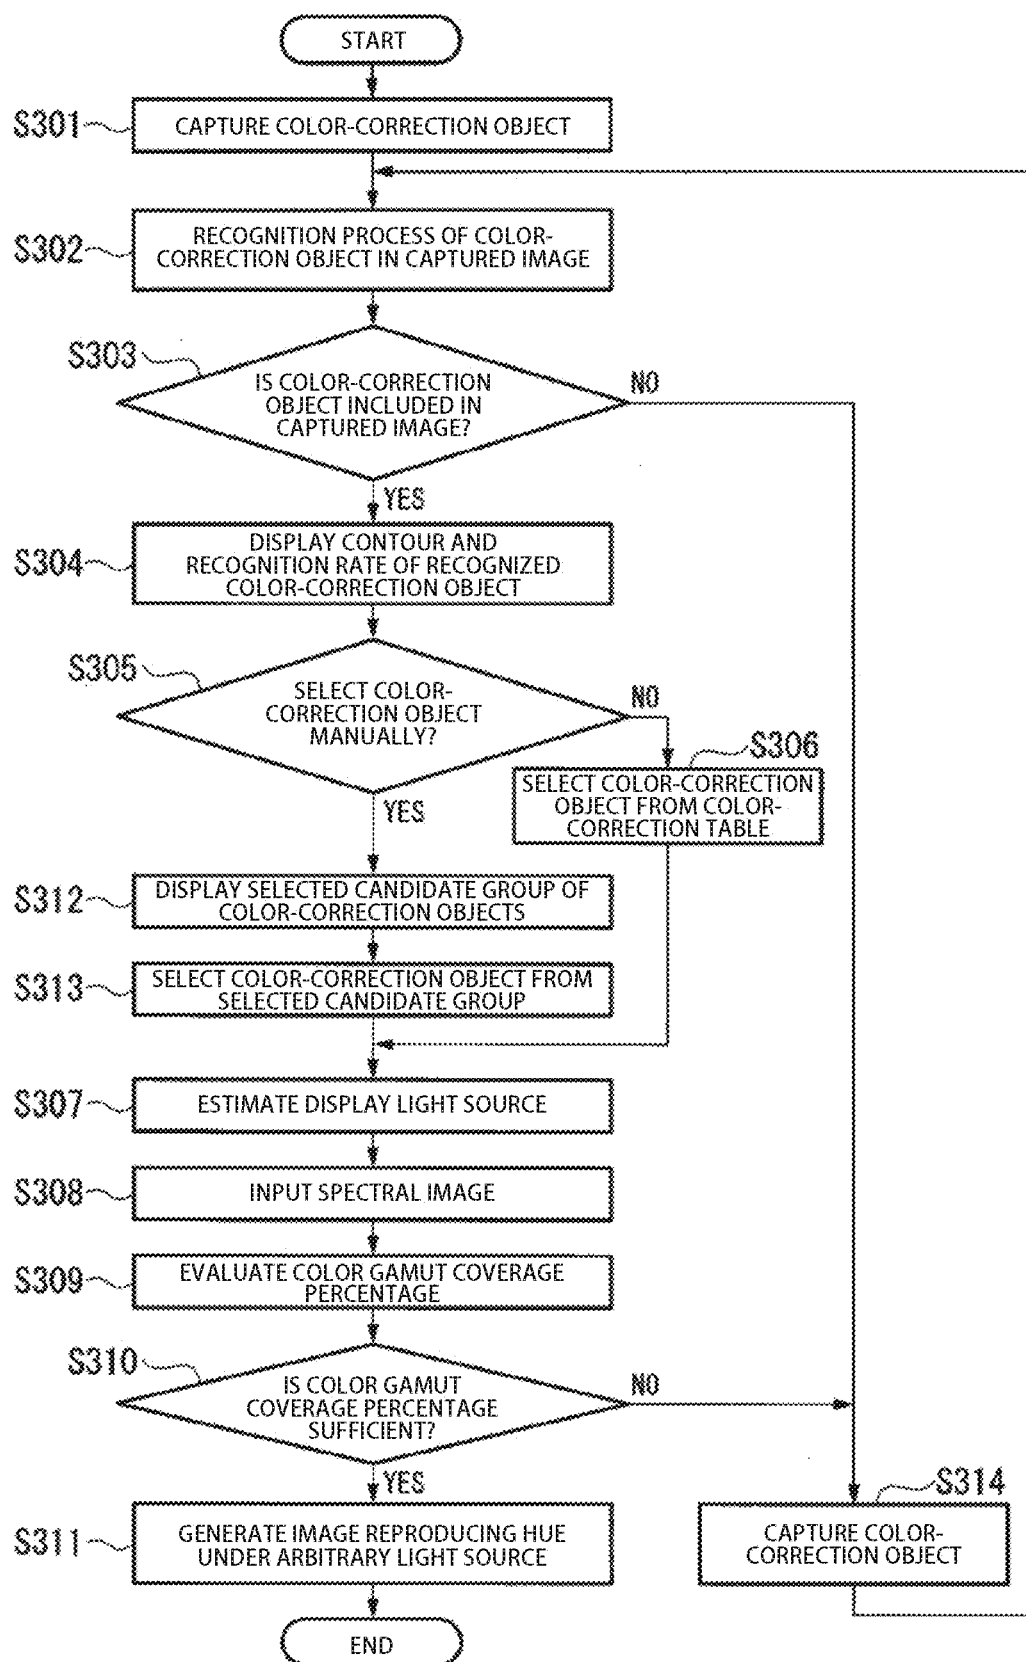 START
S301
CAPTURE COLOR-CORRECTION OBJECT
S302
RECOGNITION PROCESS OF COLOR-
CORRECTION OBJECT IN CAPTURED IMAGE
S303
IS COLOR-CORRECTION
OBJECT INCLUDED IN
CAPTURED IMAGE?
NO
YES
S304
DISPLAY CONTOUR AND
RECOGNITION RATE OF RECOGNIZED
COLOR-CORRECTION OBJECT
S305
SELECT COLOR-
CORRECTION OBJECT
MANUALLY?
NO
YES
S306
SELECT COLOR-CORRECTION
OBJECT FROM COLOR-
CORRECTION TABLE
S312
DISPLAY SELECTED CANDIDATE GROUP OF
COLOR-CORRECTION OBJECTS
S313
SELECT COLOR-CORRECTION OBJECT FROM
SELECTED CANDIDATE GROUP
S307
ESTIMATE DISPLAY LIGHT SOURCE
S308
INPUT SPECTRAL IMAGE
S309
EVALUATE COLOR GAMUT COVERAGE
PERCENTAGE
S310
IS COLOR GAMUT
COVERAGE PERCENTAGE
SUFFICIENT?
NO
YES
S311
GENERATE IMAGE REPRODUCING HUE
UNDER ARBITRARY LIGHT SOURCE
S314
CAPTURE COLOR-
CORRECTION OBJECT
END